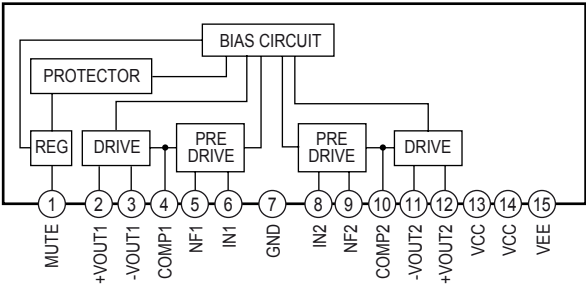 BIAS CIRCUIT
PROTECTOR
REG
DRIVE
PRE
DRIVE
PRE
DRIVE
DRIVE
1
2
3
4
5
6
7
8
9
10
11
12
13
14
15
MUTE
+VOUT1
-VOUT1
COMP1
NF1
IN1
GND
IN2
NF2
COMP2
-VOUT2
+VOUT2
VCC
VCC
VEE